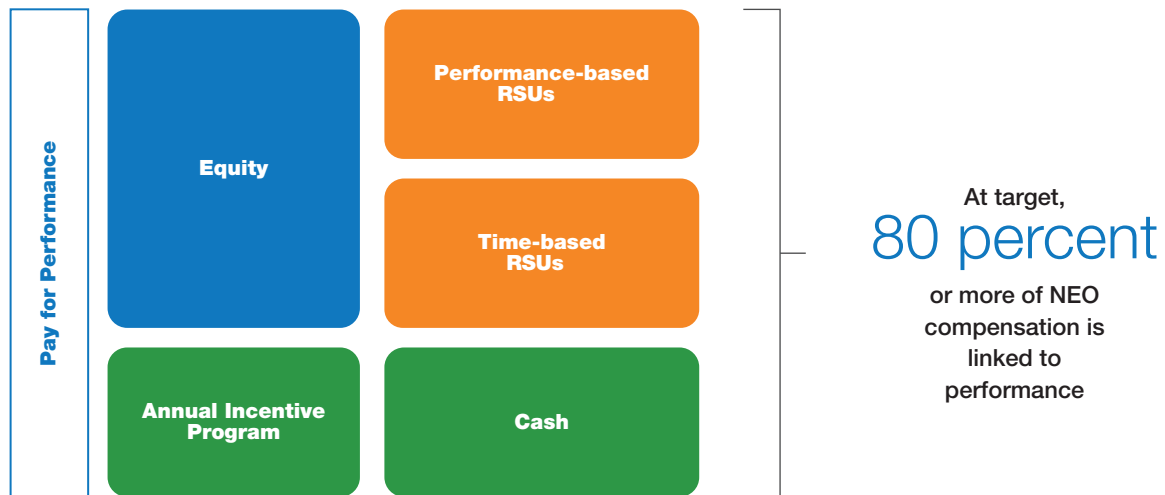 Pay for Performance
Equity
Performance-based
RSUs
Time-based
RSUs
Annual Incentive
Program
Cash
At target,
80 percent
or more of NEO
compensation is
linked to
performance